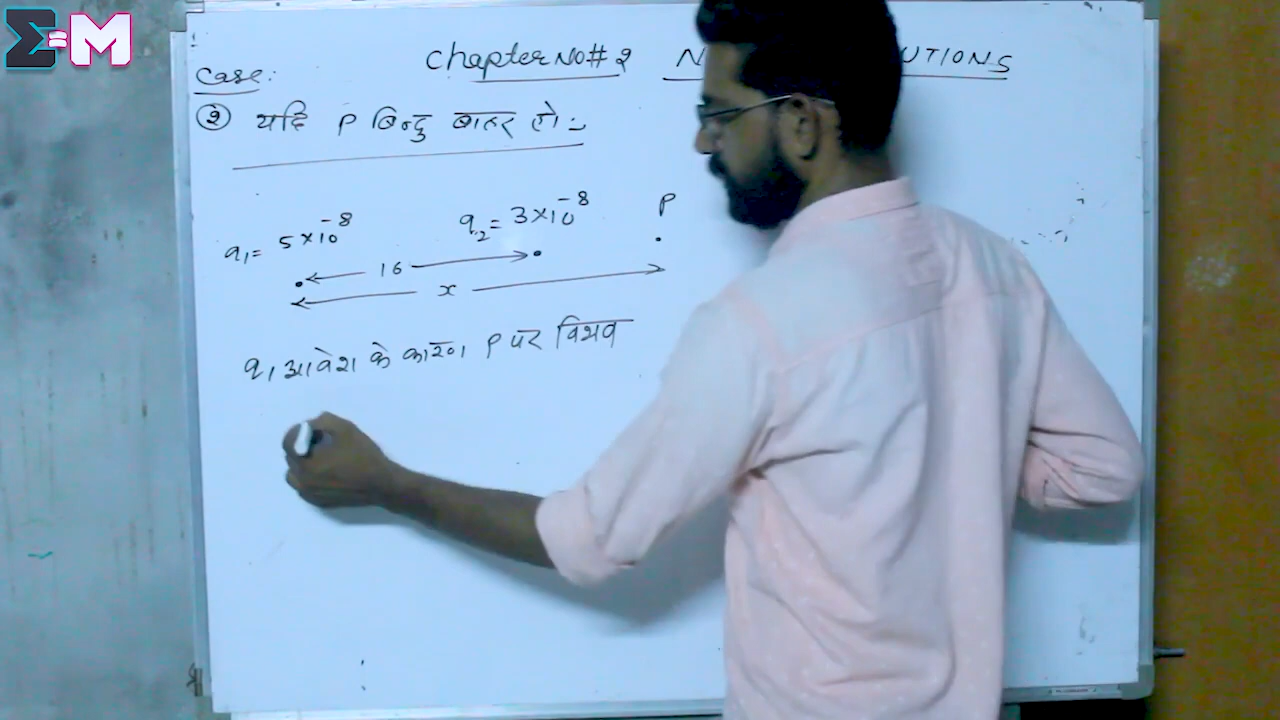 Σ=M
Chapter No # 2 N UTIONS
Case:
② यदि P बिन्दु बाहर हो:-
q₁= 5×10⁻⁸ q₂= 3×10⁻⁸ P
16
x
q₁ आवेश के कारण P पर विभव